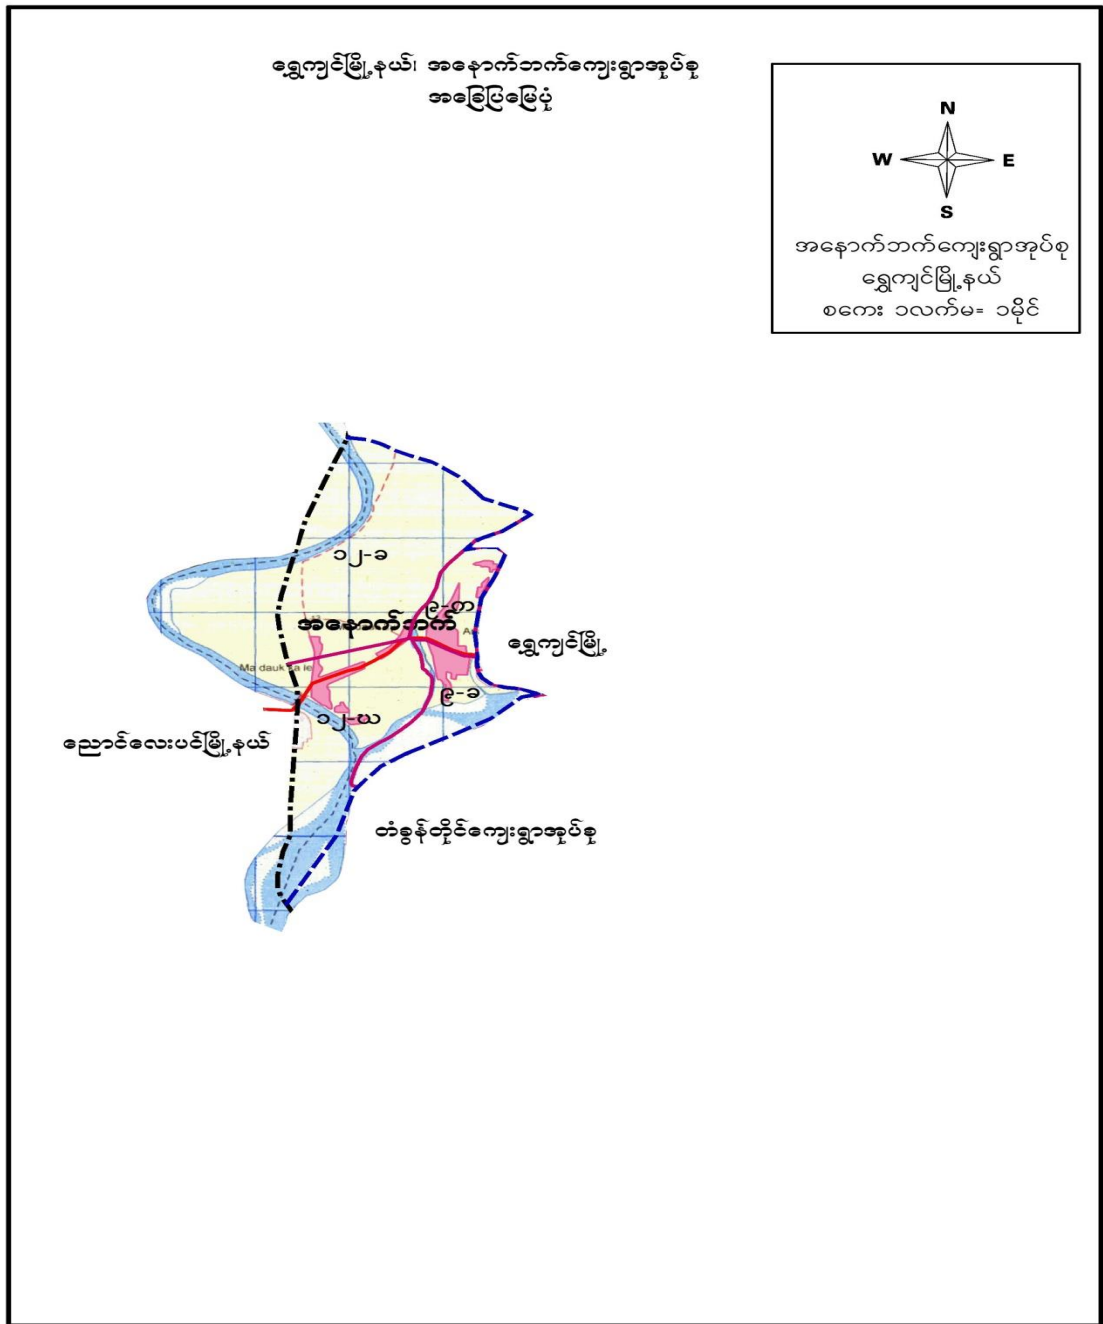 ရွှေကျင်မြို့နယ်၊ အနောက်ဘက်ကျေးရွာအုပ်စု
အခြေပြမြေပုံ
N
W E
S
အနောက်ဘက်ကျေးရွာအုပ်စု
ရွှေကျင်မြို့နယ်
စကေး ၁လက်မ= ၁မိုင်
၁၂-ခ
၉-က
အနောက်ဘက်
ရွှေကျင်မြို့
Ma dauk
၉-ခ
၁၂-ဃ
ညောင်လေးပင်မြို့နယ်
တံခွန်တိုင်ကျေးရွာအုပ်စု